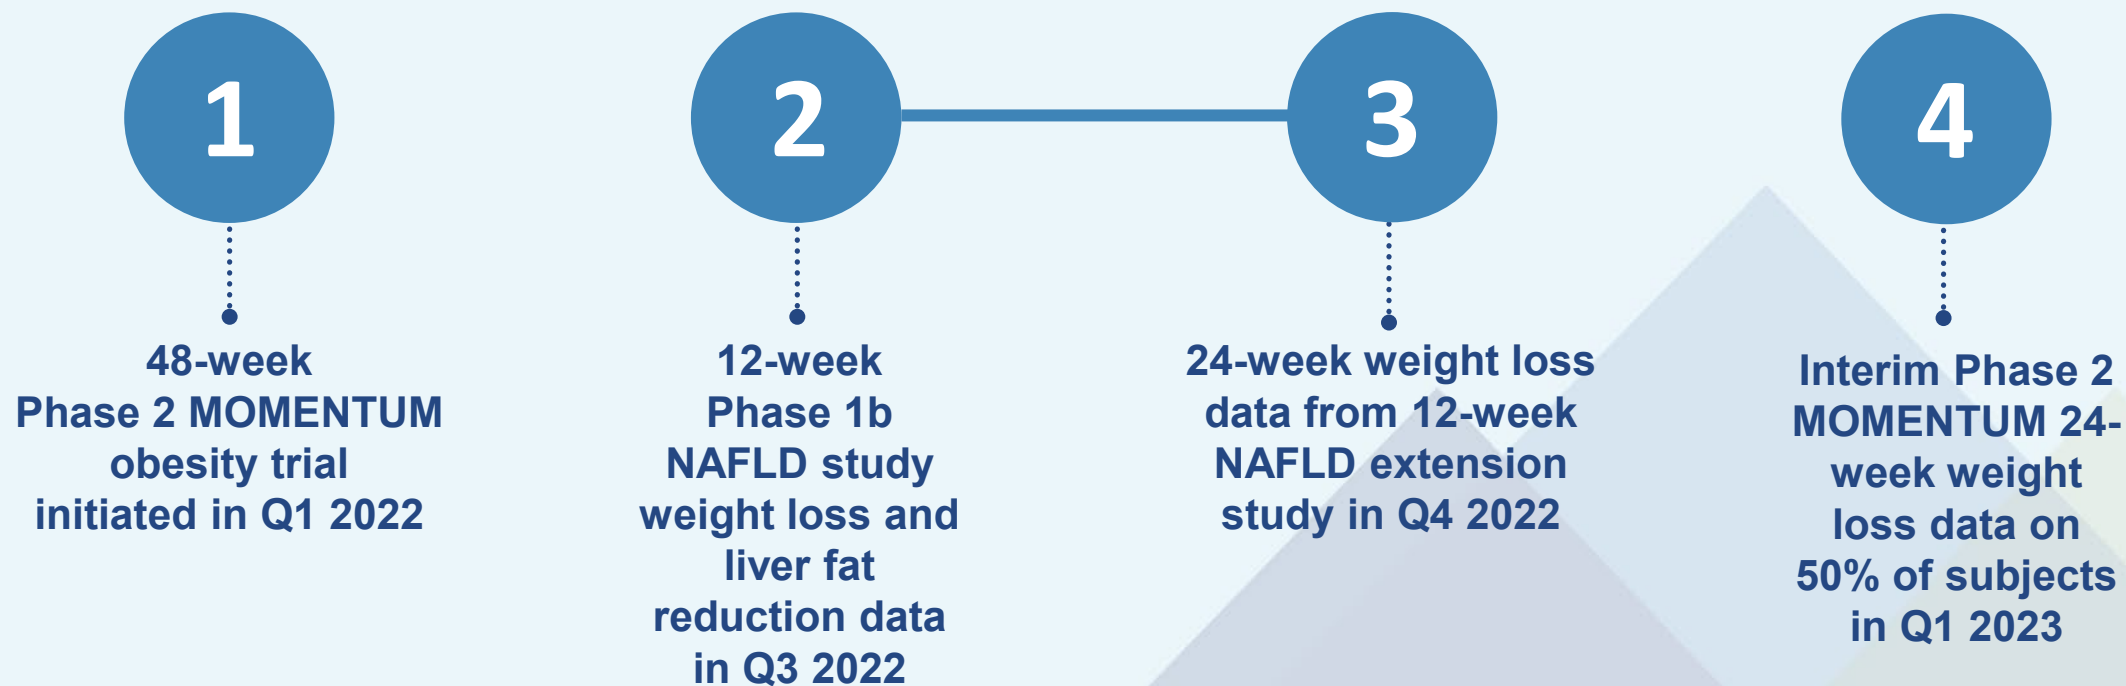 1
48-week
Phase 2 MOMENTUM
obesity trial
initiated in Q1 2022
2
12-week
Phase 1b
NAFLD study
weight loss and
liver fat
reduction data
in Q3 2022
3
24-week weight loss
data from 12-week
NAFLD extension
study in Q4 2022
4
Interim Phase 2
MOMENTUM 24-
week weight
loss data on
50% of subjects
in Q1 2023